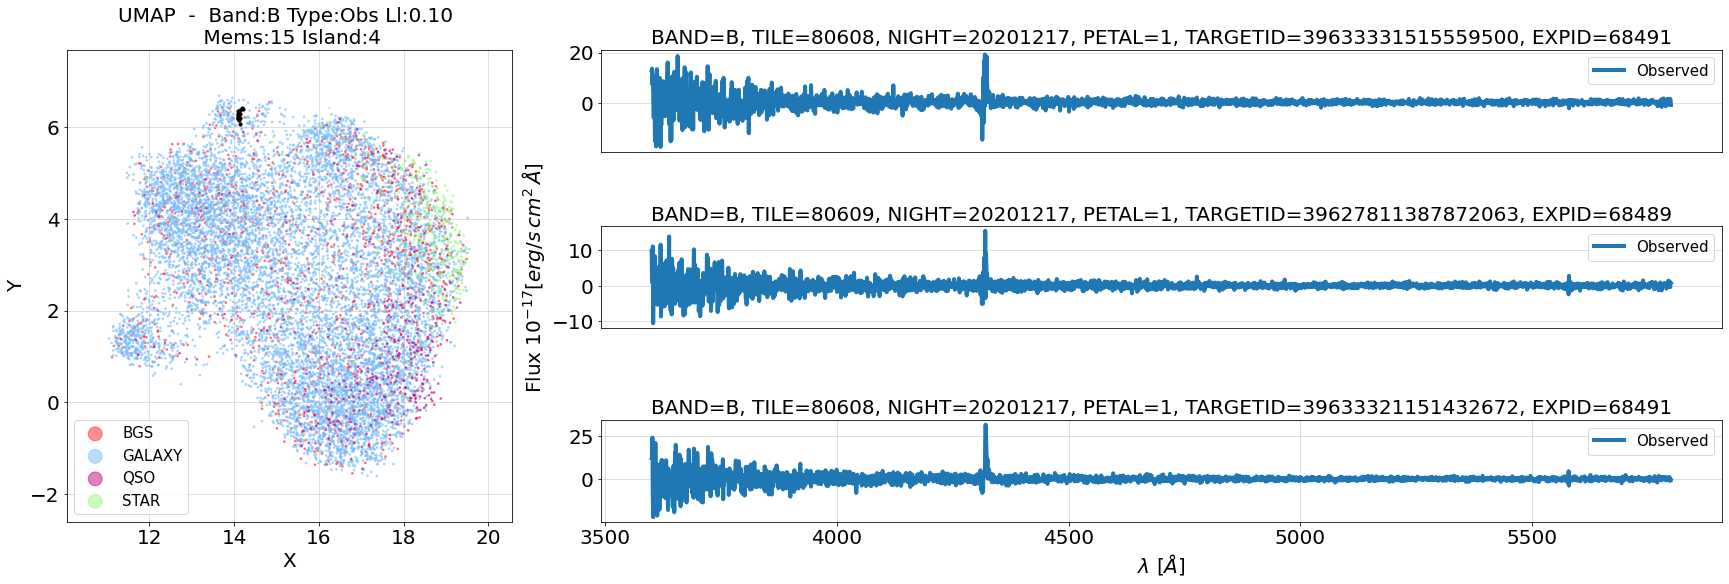 UMAP  -  Band:B Type:Obs Ll:0.10
Mems:15 Island:4
Y
6
4
2
0
−2
12 14 16 18 20
X
BGS
GALAXY
QSO
STAR
Flux 10⁻¹⁷[erg/s cm² Å]
BAND=B, TILE=80608, NIGHT=20201217, PETAL=1, TARGETID=39633331515559500, EXPID=68491
20
0
Observed
BAND=B, TILE=80609, NIGHT=20201217, PETAL=1, TARGETID=39627811387872063, EXPID=68489
10
0
−10
Observed
BAND=B, TILE=80608, NIGHT=20201217, PETAL=1, TARGETID=39633321151432672, EXPID=68491
25
0
Observed
3500 4000 4500 5000 5500
λ [Å]